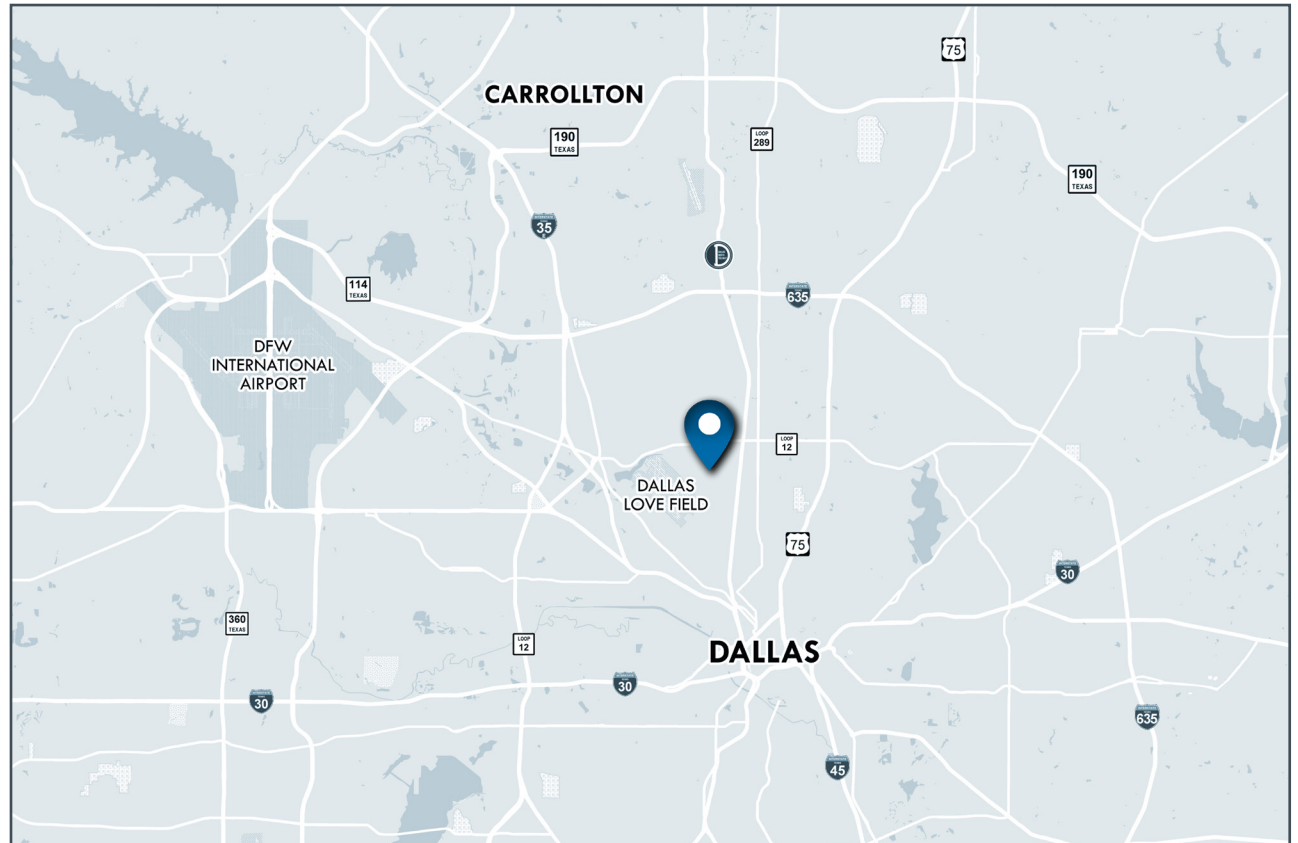 75
CARROLLTON
190
TEXAS
LOOP
289
190
TEXAS
35
D
114
TEXAS
635
DFW
INTERNATIONAL
AIRPORT
LOOP
12
DALLAS
LOVE FIELD
75
30
360
TEXAS
LOOP
12
DALLAS
30
30
635
45